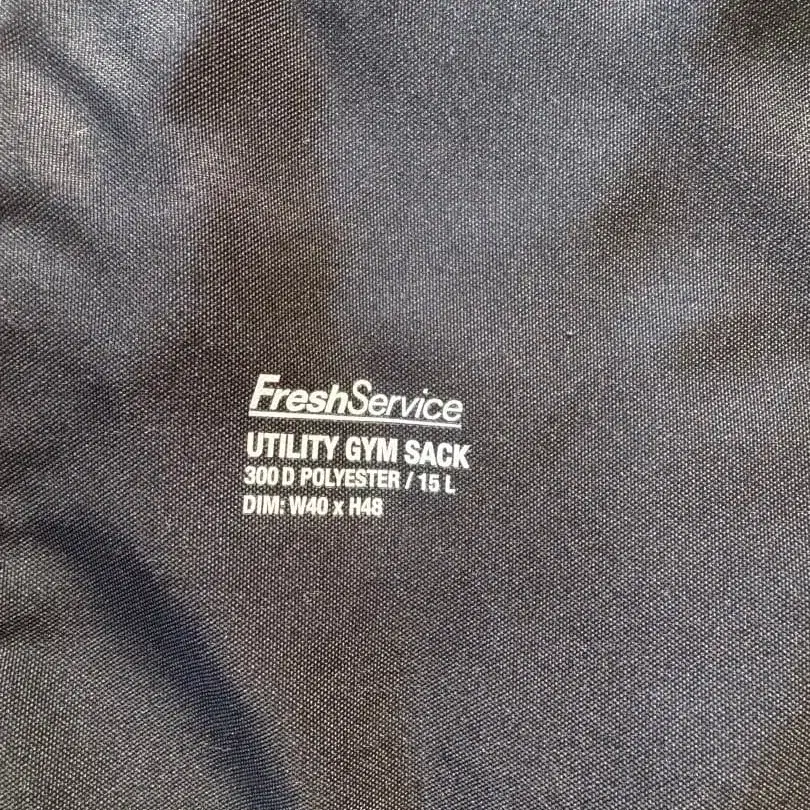 FreshService
UTILITY GYM SACK
300 D POLYESTER / 15 L
DIM: W40 x H48